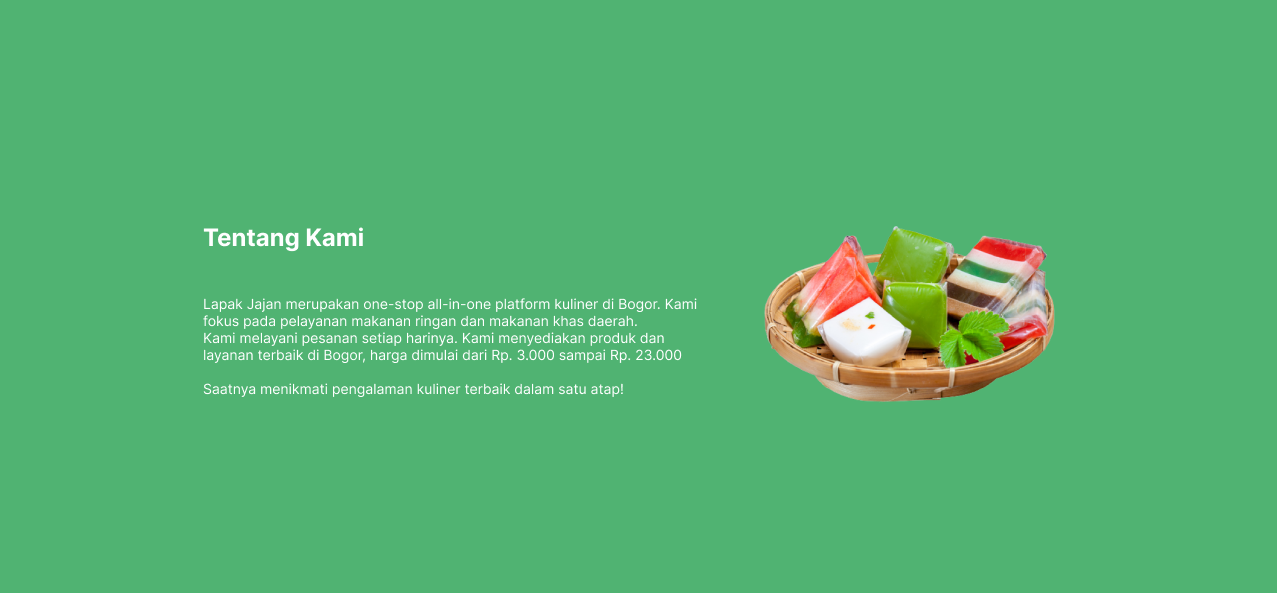 Tentang Kami
Lapak Jajan merupakan one-stop all-in-one platform kuliner di Bogor. Kami
fokus pada pelayanan makanan ringan dan makanan khas daerah.
Kami melayani pesanan setiap harinya. Kami menyediakan produk dan
layanan terbaik di Bogor, harga dimulai dari Rp. 3.000 sampai Rp. 23.000
Saatnya menikmati pengalaman kuliner terbaik dalam satu atap!